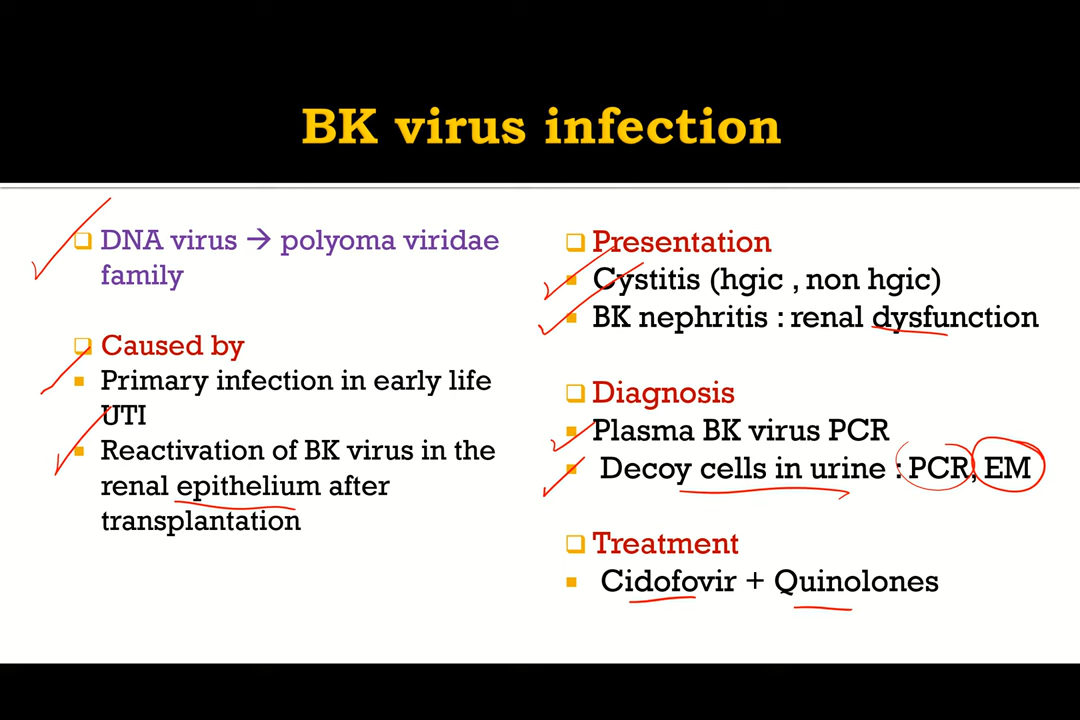 BK virus infection
DNA virus → polyoma viridae
family
Caused by
Primary infection in early life
UTI
Reactivation of BK virus in the
renal epithelium after
transplantation
Presentation
Cystitis (hgic , non hgic)
BK nephritis : renal dysfunction
Diagnosis
Plasma BK virus PCR
Decoy cells in urine : PCR, EM
Treatment
Cidofovir + Quinolones